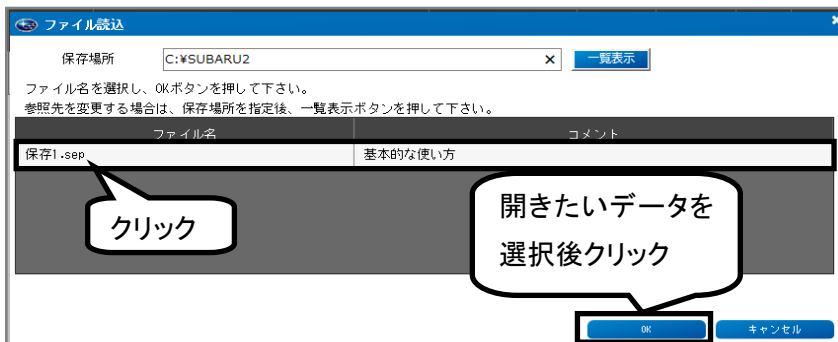 ファイル読込
保存場所 C:¥SUBARU2 × 一覧表示
ファイル名を選択し、OKボタンを押して下さい。
参照先を変更する場合は、保存場所を指定後、一覧表示ボタンを押して下さい。
ファイル名 コメント
保存1.sep 基本的な使い方
クリック
開きたいデータを
選択後クリック
OK キャンセル